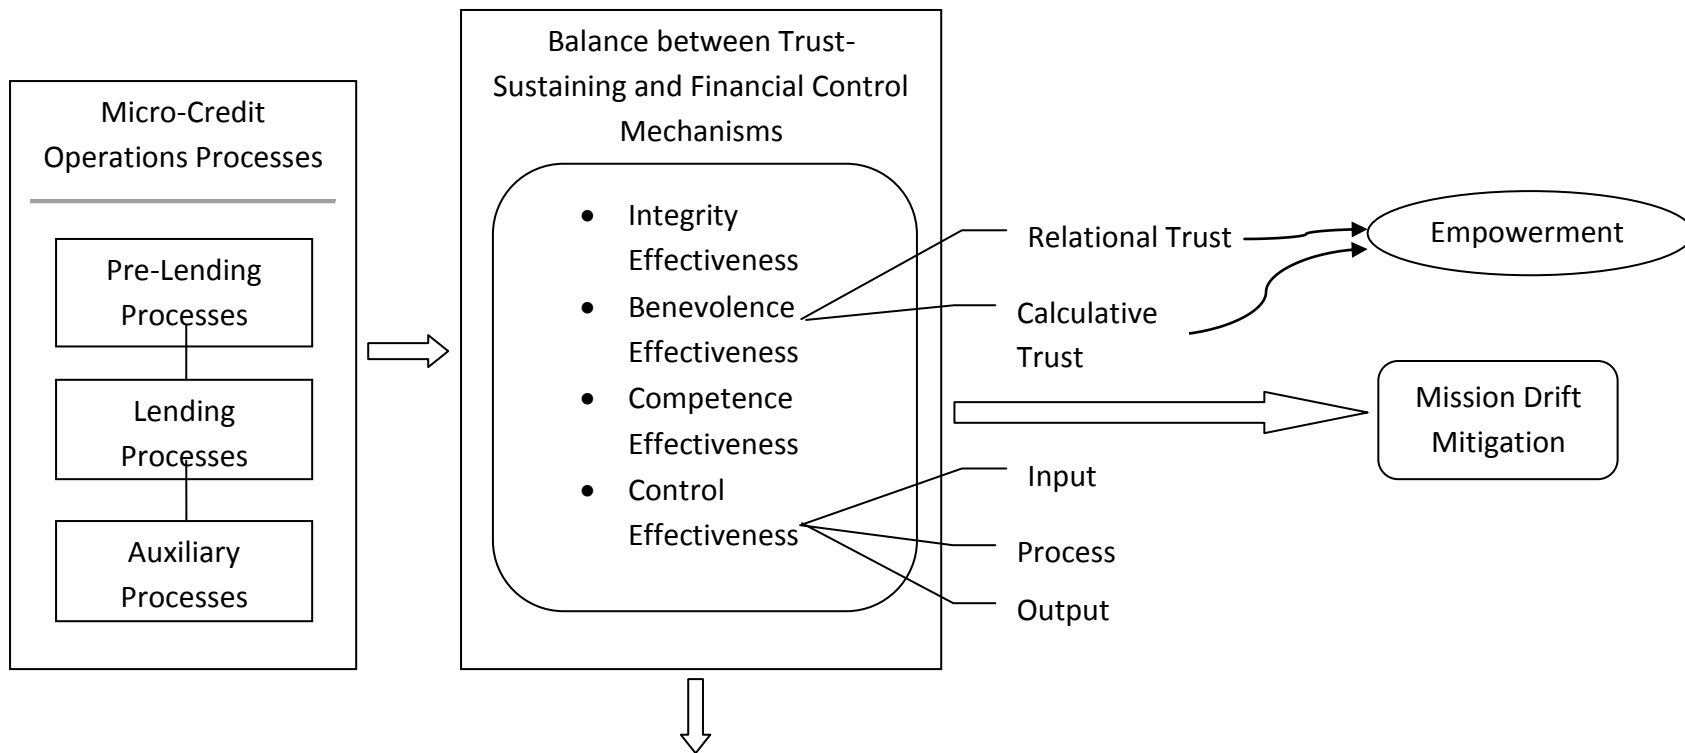 Micro-Credit
Operations Processes
Pre-Lending
Processes
Lending
Processes
Auxiliary
Processes
Balance between Trust-
Sustaining and Financial Control
Mechanisms
• Integrity
Effectiveness
• Benevolence
Effectiveness
• Competence
Effectiveness
• Control
Effectiveness
Relational Trust
Calculative
Trust
Input
Process
Output
Empowerment
Mission Drift
Mitigation